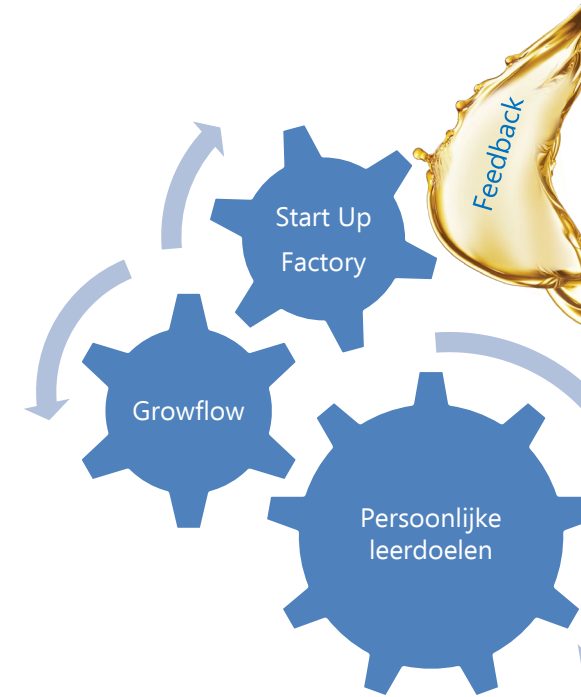 Feedback
Start Up
Factory
Growflow
Persoonlijke
leerdoelen